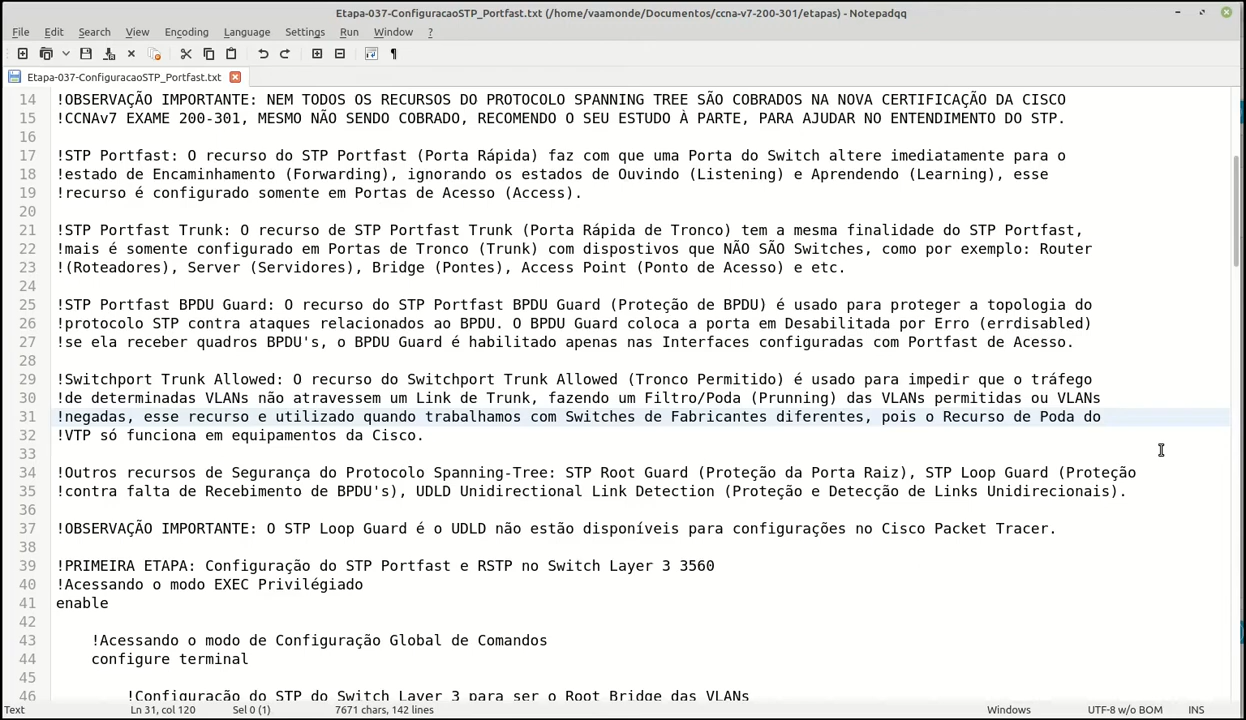 Etapa-037-ConfiguracaoSTP_Portfast.txt (/home/vaamonde/Documentos/ccna-v7-200-301/etapas) - Notepadqq
File Edit Search View Encoding Language Settings Run Window ?
Etapa-037-ConfiguracaoSTP_Portfast.txt
14 !OBSERVAÇÃO IMPORTANTE: NEM TODOS OS RECURSOS DO PROTOCOLO SPANNING TREE SÃO COBRADOS NA NOVA CERTIFICAÇÃO DA CISCO
15 !CCNAv7 EXAME 200-301, MESMO NÃO SENDO COBRADO, RECOMENDO O SEU ESTUDO À PARTE, PARA AJUDAR NO ENTENDIMENTO DO STP.
16
17 !STP Portfast: O recurso do STP Portfast (Porta Rápida) faz com que uma Porta do Switch altere imediatamente para o
18 !estado de Encaminhamento (Forwarding), ignorando os estados de Ouvindo (Listening) e Aprendendo (Learning), esse
19 !recurso é configurado somente em Portas de Acesso (Access).
20
21 !STP Portfast Trunk: O recurso de STP Portfast Trunk (Porta Rápida de Tronco) tem a mesma finalidade do STP Portfast,
22 !mais é somente configurado em Portas de Tronco (Trunk) com dispostivos que NÃO SÃO Switches, como por exemplo: Router
23 !(Roteadores), Server (Servidores), Bridge (Pontes), Access Point (Ponto de Acesso) e etc.
24
25 !STP Portfast BPDU Guard: O recurso do STP Portfast BPDU Guard (Proteção de BPDU) é usado para proteger a topologia do
26 !protocolo STP contra ataques relacionados ao BPDU. O BPDU Guard coloca a porta em Desabilitada por Erro (errdisabled)
27 !se ela receber quadros BPDU's, o BPDU Guard é habilitado apenas nas Interfaces configuradas com Portfast de Acesso.
28
29 !Switchport Trunk Allowed: O recurso do Switchport Trunk Allowed (Tronco Permitido) é usado para impedir que o tráfego
30 !de determinadas VLANs não atravessem um Link de Trunk, fazendo um Filtro/Poda (Prunning) das VLANs permitidas ou VLANs
31 !negadas, esse recurso e utilizado quando trabalhamos com Switches de Fabricantes diferentes, pois o Recurso de Poda do
32 !VTP só funciona em equipamentos da Cisco.
33
34 !Outros recursos de Segurança do Protocolo Spanning-Tree: STP Root Guard (Proteção da Porta Raiz), STP Loop Guard (Proteção
35 !contra falta de Recebimento de BPDU's), UDLD Unidirectional Link Detection (Proteção e Detecção de Links Unidirecionais).
36
37 !OBSERVAÇÃO IMPORTANTE: O STP Loop Guard é o UDLD não estão disponíveis para configurações no Cisco Packet Tracer.
38
39 !PRIMEIRA ETAPA: Configuração do STP Portfast e RSTP no Switch Layer 3 3560
40 !Acessando o modo EXEC Privilégiado
41 enable
42
43 !Acessando o modo de Configuração Global de Comandos
44 configure terminal
45
46 !Configuração do STP do Switch Layer 3 para ser o Root Bridge das VLANs
Text Ln 31, col 120 Sel 0 (1) 7671 chars, 142 lines Windows UTF-8 w/o BOM INS